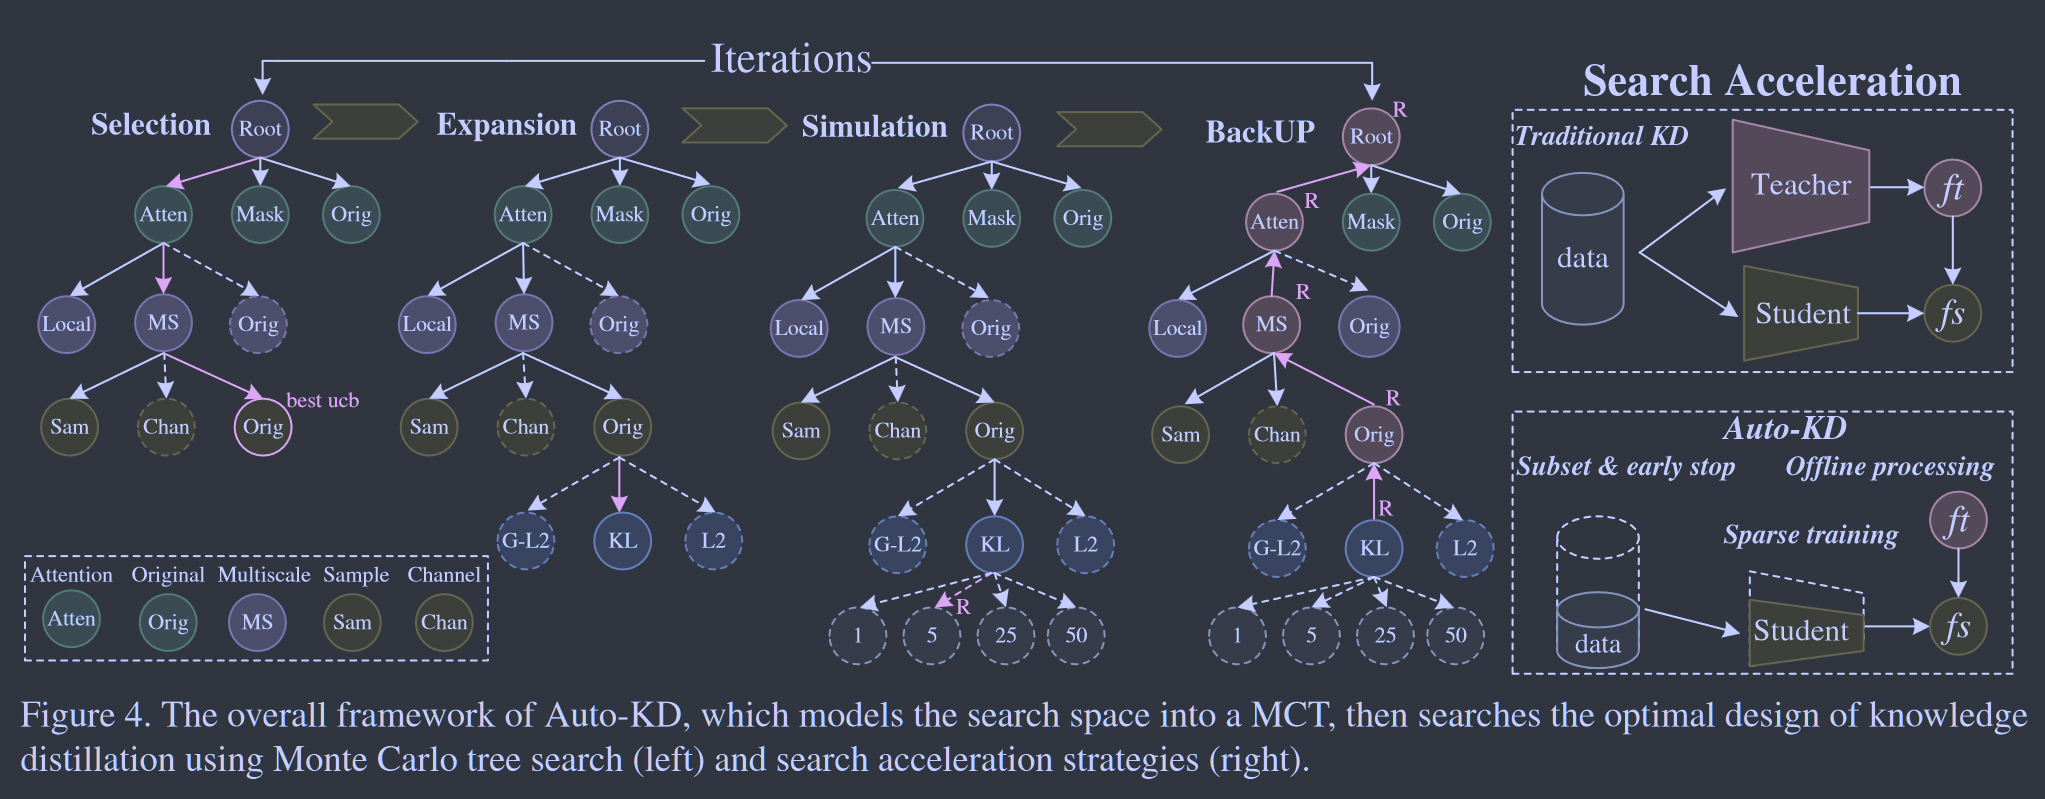 Iterations
Selection
Root
Atten
Mask
Orig
Local
MS
Orig
Sam
Chan
Orig
best ucb
Expansion
Root
Atten
Mask
Orig
Local
MS
Orig
Sam
Chan
Orig
G-L2
KL
L2
Simulation
Root
Atten
Mask
Orig
Local
MS
Orig
Sam
Chan
Orig
G-L2
KL
L2
R
1
5
25
50
BackUP
Root
R
Atten
R
Mask
Orig
Local
MS
R
Orig
Sam
Chan
Orig
R
R
G-L2
KL
L2
1
5
25
50
Attention Original Multiscale Sample Channel
Atten Orig MS Sam Chan
Search Acceleration
Traditional KD
data
Teacher
ft
Student
fs
Auto-KD
Subset & early stop
Offline processing
Sparse training
ft
data
Student
fs
Figure 4. The overall framework of Auto-KD, which models the search space into a MCT, then searches the optimal design of knowledge
distillation using Monte Carlo tree search (left) and search acceleration strategies (right).